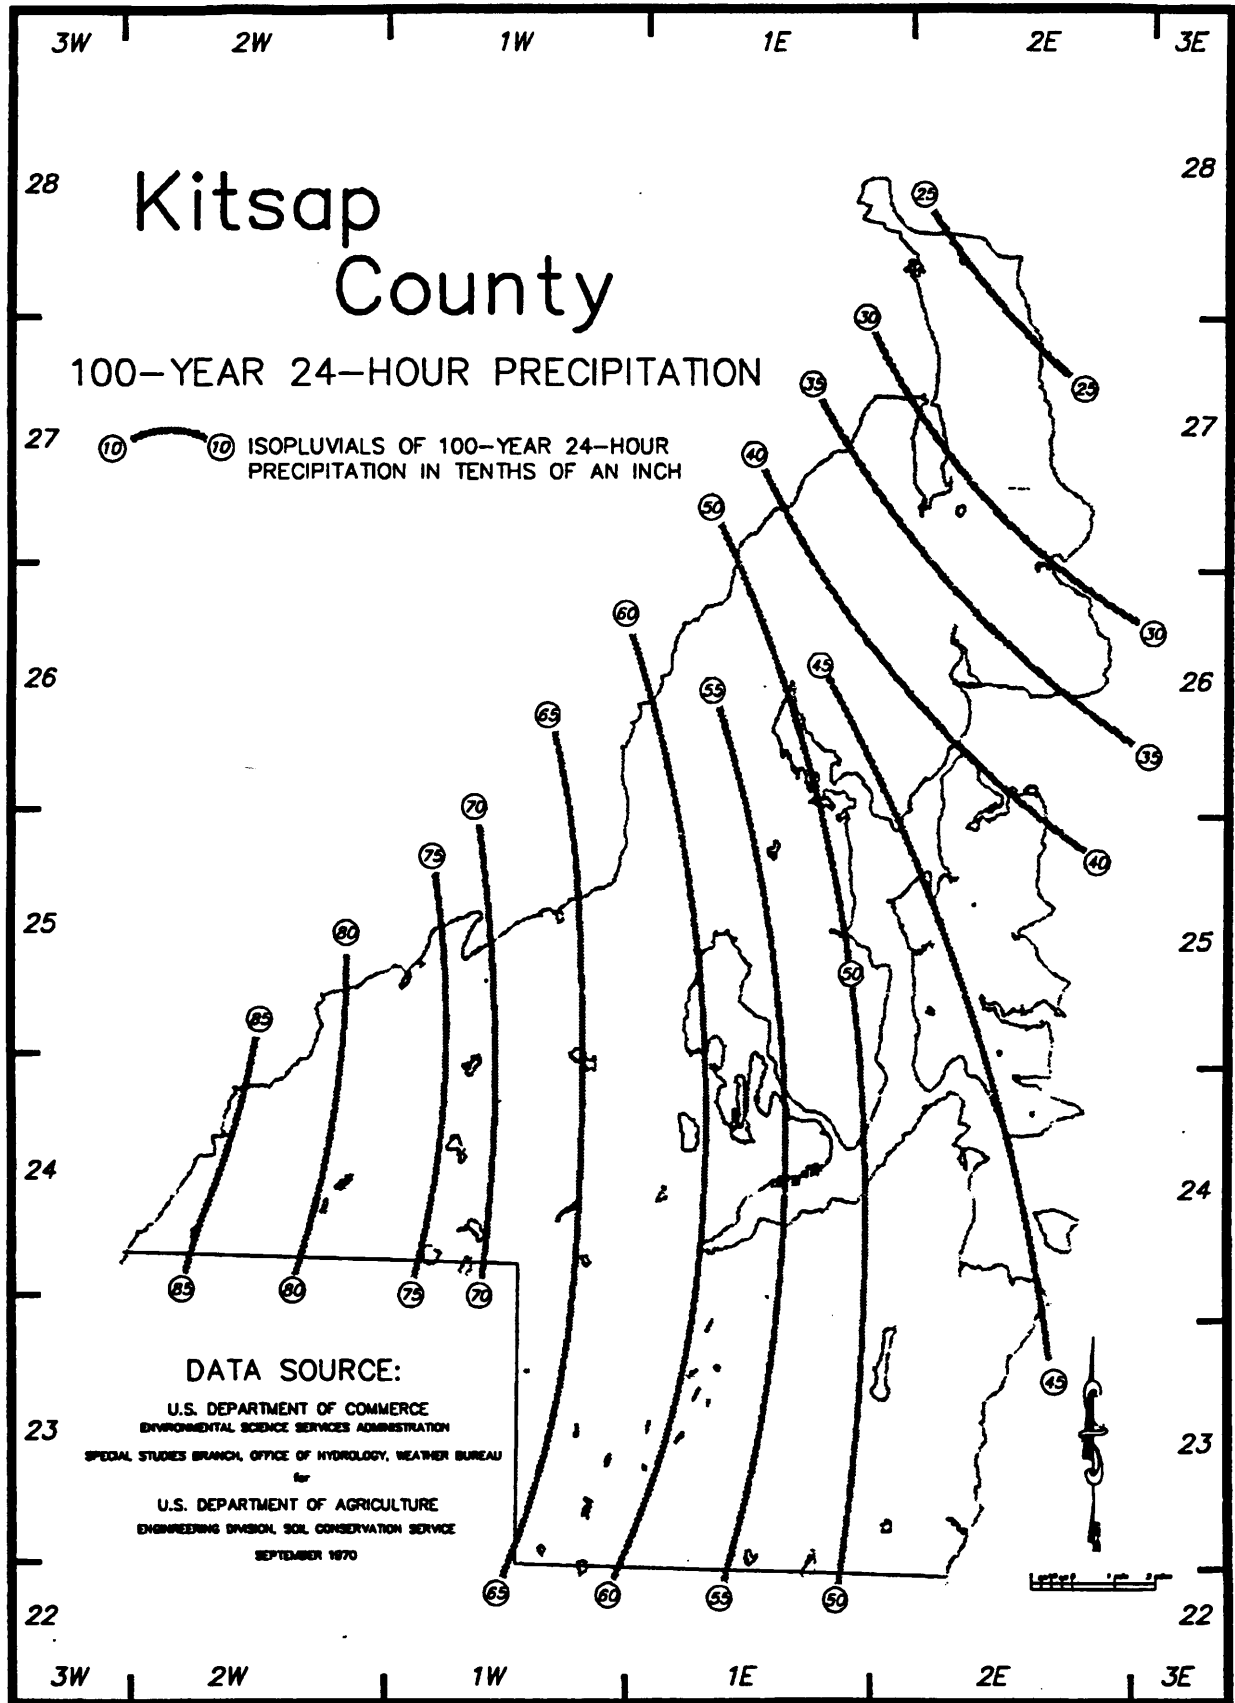 3W 2W 1W 1E 2E 3E
28 28
Kitsap
County
100-YEAR 24-HOUR PRECIPITATION
27 27
10 10 ISOPLUVIALS OF 100-YEAR 24-HOUR
PRECIPITATION IN TENTHS OF AN INCH
25
30
35
25
40
50
60
30
26 26
45
55
65
35
70
75
40
25 25
80
50
85
24 24
85 80 75 70
45
DATA SOURCE:
U.S. DEPARTMENT OF COMMERCE
ENVIRONMENTAL SCIENCE SERVICES ADMINISTRATION
23 23
SPECIAL STUDIES BRANCH, OFFICE OF HYDROLOGY, WEATHER BUREAU
for
U.S. DEPARTMENT OF AGRICULTURE
ENGINEERING DIVISION, SOIL CONSERVATION SERVICE
SEPTEMBER 1970
65 60 55 50
22 22
3W 2W 1W 1E 2E 3E